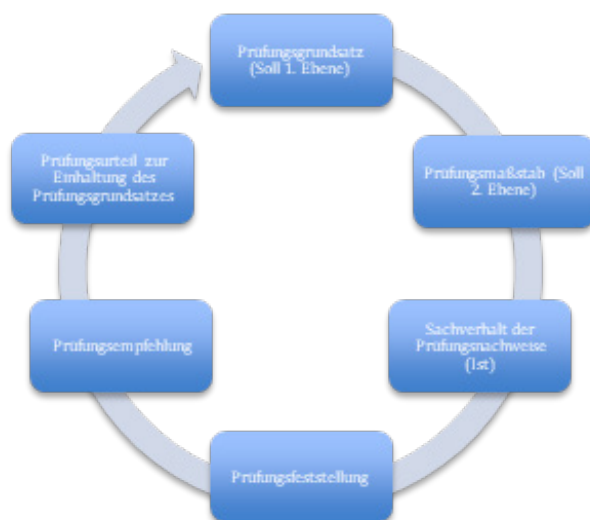 Prüfungsgrundsatz
(Soll 1. Ebene)
Prüfungsmaßstab (Soll
2. Ebene)
Sachverhalt der
Prüfungsnachweise
(Ist)
Prüfungsfeststellung
Prüfungsempfehlung
Prüfungsurteil zur
Einhaltung des
Prüfungsgrundsatzes